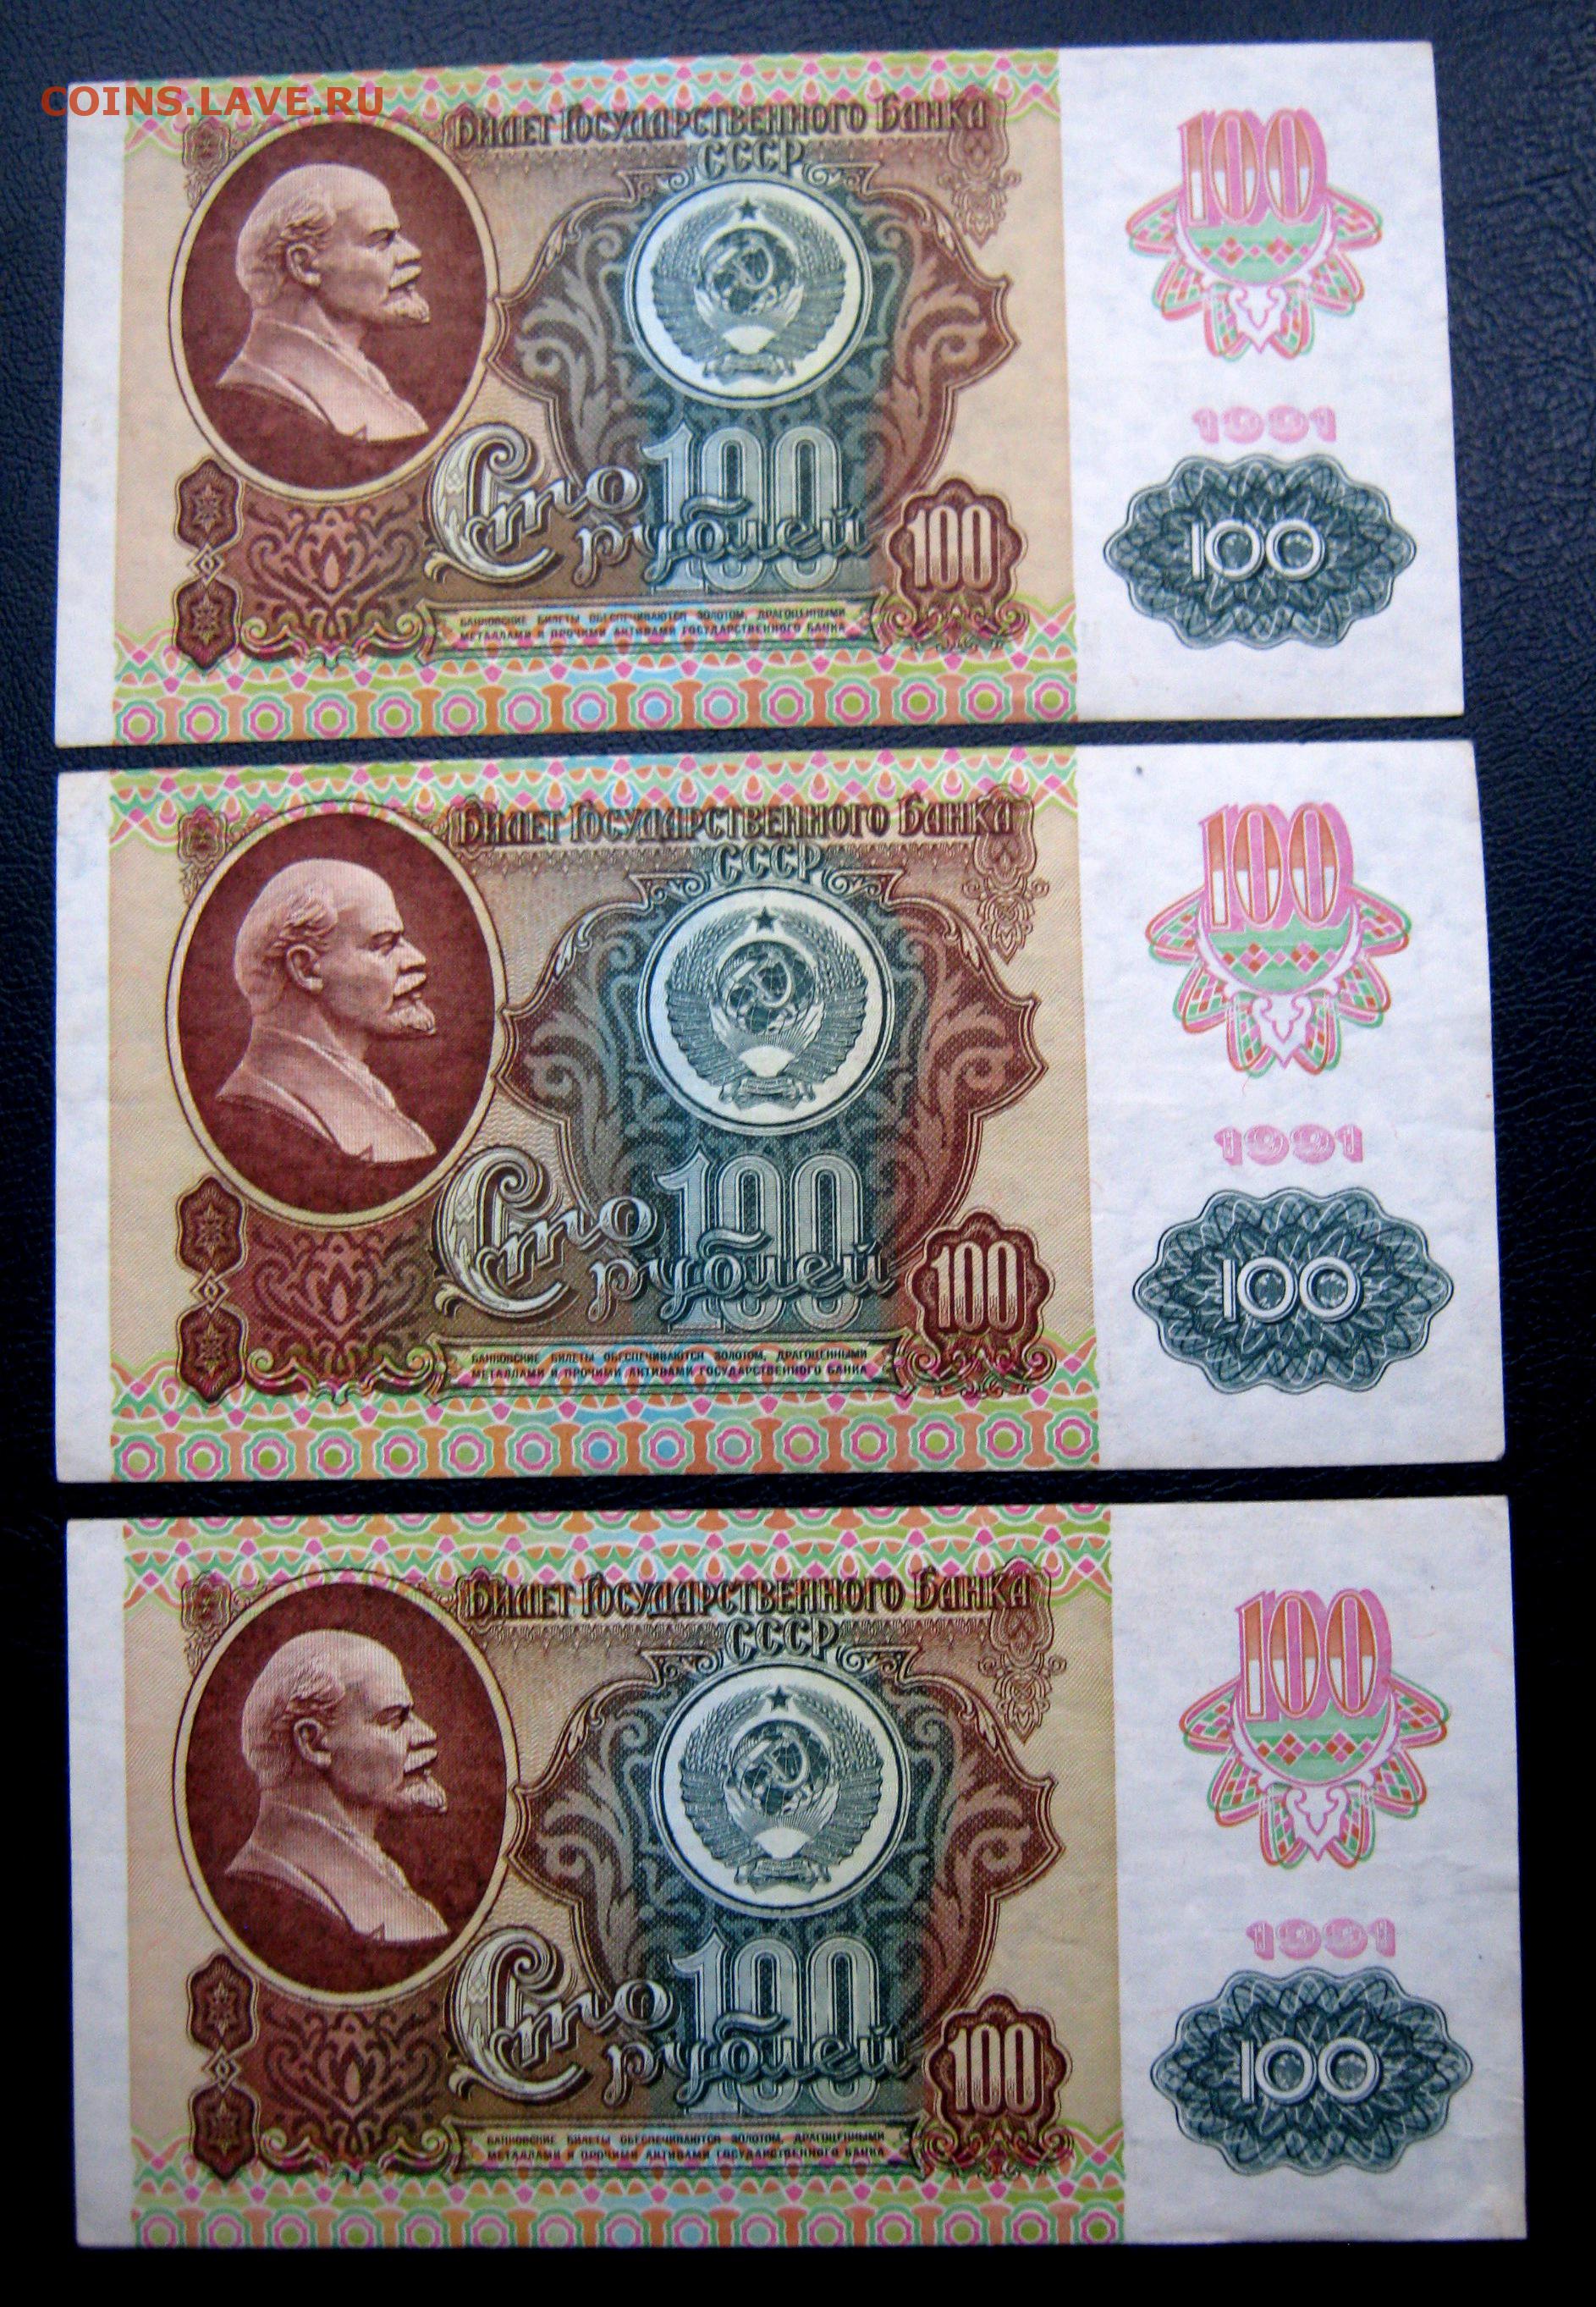 COINS.LAVE.RU
Билет Государственного Банка
СССР
100
1991
100
Сто
рублей
100
100
БАНКОВСКИЕ БИЛЕТЫ ОБЕСПЕЧИВАЮТСЯ ЗОЛОТОМ, ДРАГОЦЕННЫМИ
МЕТАЛЛАМИ И ПРОЧИМИ АКТИВАМИ ГОСУДАРСТВЕННОГО БАНКА
100
Билет Государственного Банка
СССР
100
1991
100
Сто
рублей
100
100
БАНКОВСКИЕ БИЛЕТЫ ОБЕСПЕЧИВАЮТСЯ ЗОЛОТОМ, ДРАГОЦЕННЫМИ
МЕТАЛЛАМИ И ПРОЧИМИ АКТИВАМИ ГОСУДАРСТВЕННОГО БАНКА
100
Билет Государственного Банка
СССР
100
1991
100
Сто
рублей
100
100
БАНКОВСКИЕ БИЛЕТЫ ОБЕСПЕЧИВАЮТСЯ ЗОЛОТОМ, ДРАГОЦЕННЫМИ
МЕТАЛЛАМИ И ПРОЧИМИ АКТИВАМИ ГОСУДАРСТВЕННОГО БАНКА
100